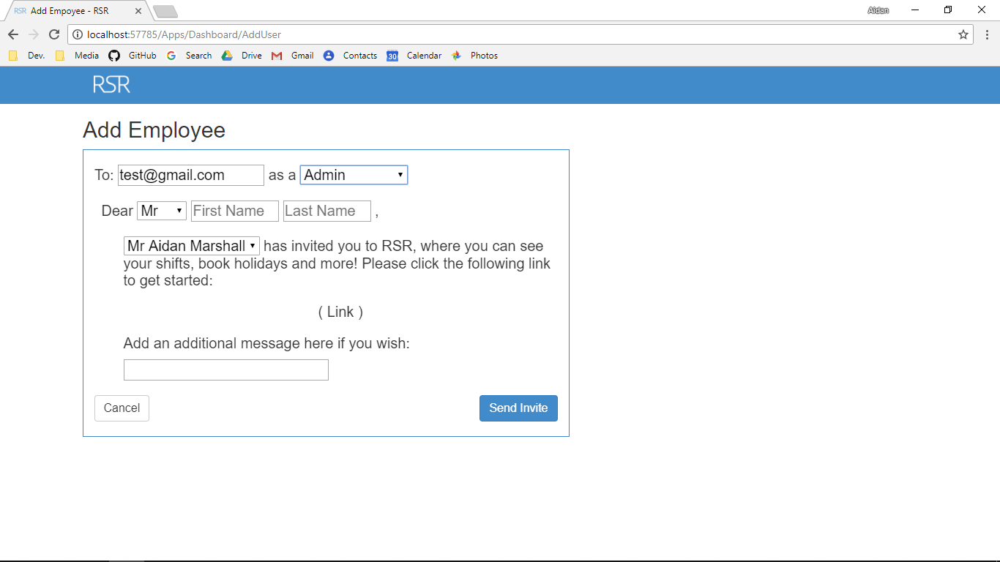 RSR Add Empoyee - RSR
Aidan
localhost:57785/Apps/Dashboard/AddUser
Dev. Media GitHub Search Drive Gmail Contacts 30 Calendar Photos
RSR
Add Employee
To: test@gmail.com as a Admin
Dear Mr First Name Last Name ,
Mr Aidan Marshall has invited you to RSR, where you can see
your shifts, book holidays and more! Please click the following link
to get started:
( Link )
Add an additional message here if you wish:
Cancel Send Invite